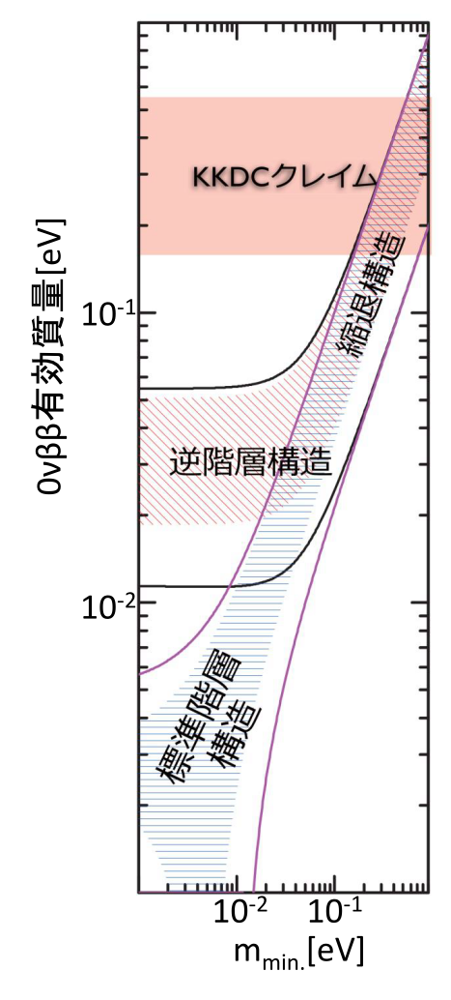 KKDCクレイム
縮退構造
10-1
0νββ有効質量[eV]
逆階層構造
10-2
標準階層
構造
10-2 10-1
mmin.[eV]